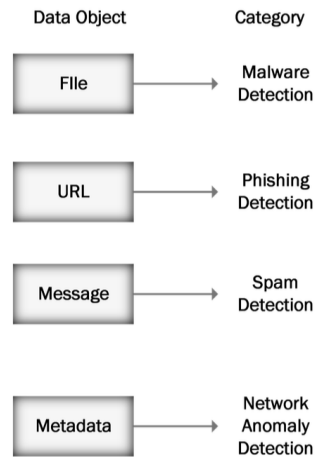 Data Object Category
FIle
Malware
Detection
URL
Phishing
Detection
Message
Spam
Detection
Metadata
Network
Anomaly
Detection